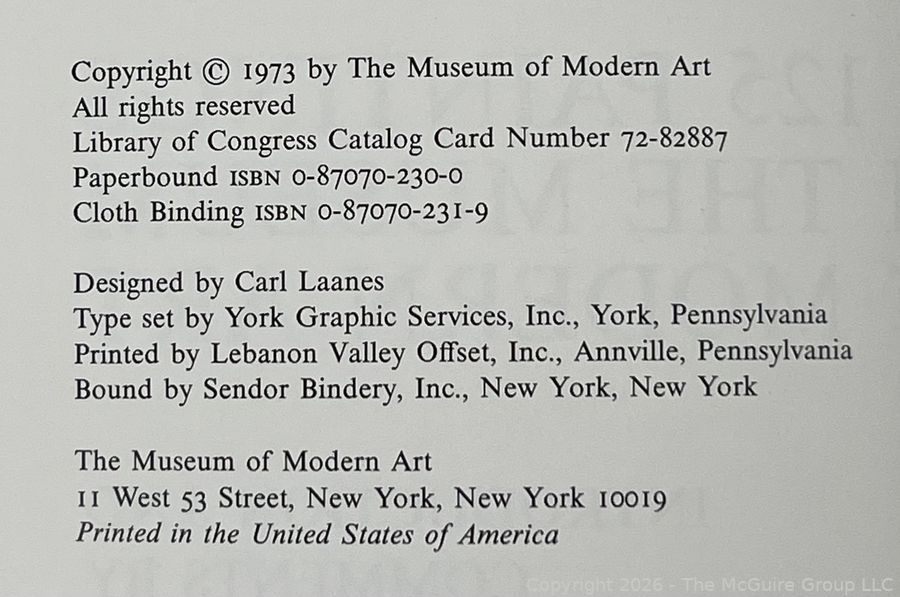 Copyright © 1973 by The Museum of Modern Art
All rights reserved
Library of Congress Catalog Card Number 72-82887
Paperbound ISBN 0-87070-230-0
Cloth Binding ISBN 0-87070-231-9
Designed by Carl Laanes
Type set by York Graphic Services, Inc., York, Pennsylvania
Printed by Lebanon Valley Offset, Inc., Annville, Pennsylvania
Bound by Sendor Bindery, Inc., New York, New York
The Museum of Modern Art
11 West 53 Street, New York, New York 10019
Printed in the United States of America
Copyright 2026 - The McGuire Group LLC